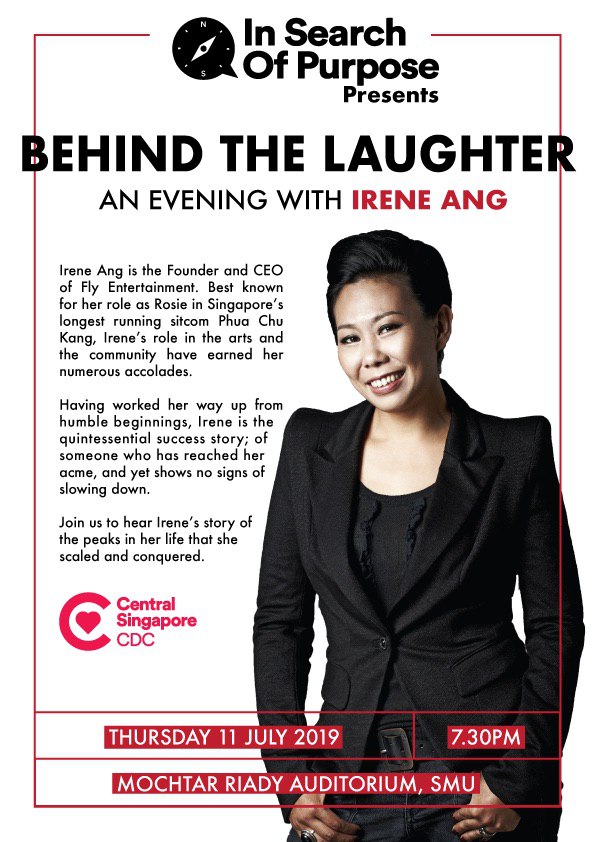 N
S
In Search
Of Purpose
Presents
BEHIND THE LAUGHTER
AN EVENING WITH IRENE ANG
Irene Ang is the Founder and CEO
of Fly Entertainment. Best known
for her role as Rosie in Singapore's
longest running sitcom Phua Chu
Kang, Irene's role in the arts and
the community have earned her
numerous accolades.
Having worked her way up from
humble beginnings, Irene is the
quintessential success story; of
someone who has reached her
acme, and yet shows no signs of
slowing down.
Join us to hear Irene's story of
the peaks in her life that she
scaled and conquered.
Central
Singapore
CDC
THURSDAY 11 JULY 2019
7.30PM
MOCHTAR RIADY AUDITORIUM, SMU